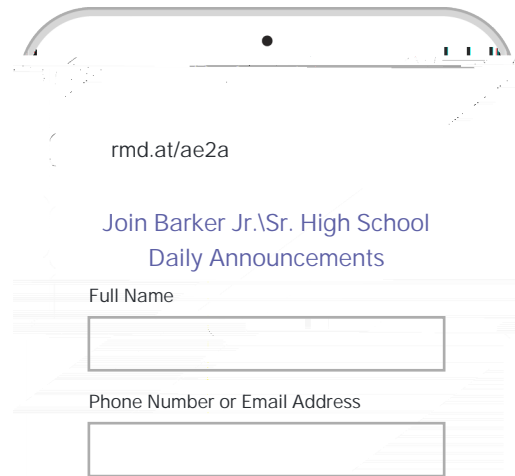 rmd.at/ae2a
Join Barker Jr.\Sr. High School
Daily Announcements
Full Name
Phone Number or Email Address